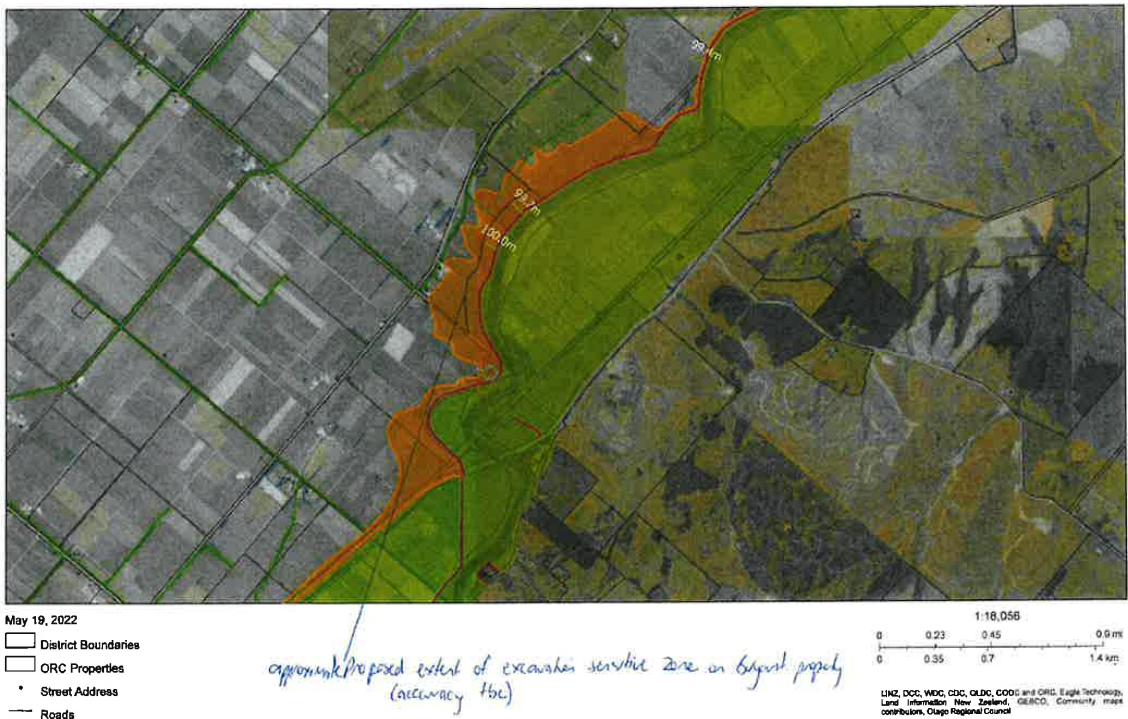 99.4m
99.7m
100.0m
May 19, 2022
District Boundaries
ORC Properties
Street Address
Roads
approximate Proposed extent of excavation sensitive zone on property
(accuracy tbc)
1:18,056
0 0.23 0.45 0.9 mi
0 0.35 0.7 1.4 km
LINZ, DCC, WDC, CDC, QLDC, CODC and ORC, Eagle Technology,
Land Information New Zealand, GEBCO, Community maps
contributors, Otago Regional Council